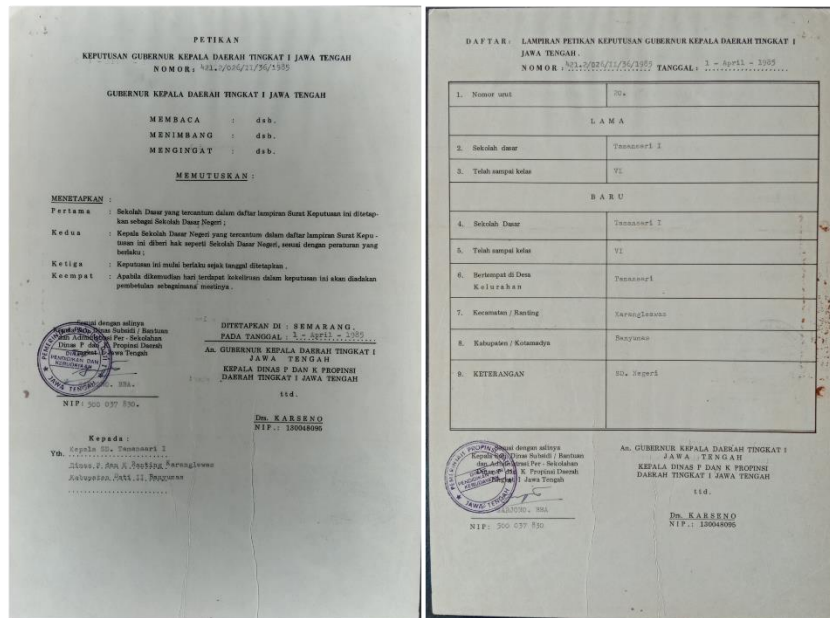 PETIKAN
KEPUTUSAN GUBERNUR KEPALA DAERAH TINGKAT I JAWA TENGAH
NOMOR: 421.2/026/II/36/1985
GUBERNUR KEPALA DAERAH TINGKAT I JAWA TENGAH
MEMBACA : dsb.
MENIMBANG : dsb.
MENGINGAT : dsb.
MEMUTUSKAN :
MENETAPKAN :
Pertama : Sekolah Dasar yang tercantum dalam daftar lampiran Surat Keputusan ini ditetap-
kan sebagai Sekolah Dasar Negeri ;
Kedua : Kepala Sekolah Dasar Negeri yang tercantum dalam daftar lampiran Surat Kepu -
tusan ini diberi hak seperti Sekolah Dasar Negeri, sesuai dengan peraturan yang
berlaku ;
Ketiga : Keputusan ini mulai berlaku sejak tanggal ditetapkan .
Keempat : Apabila dikemudian hari terdapat kekeliruan dalam keputusan ini akan diadakan
pembetulan sebagaimana mestinya .
Sesuai dengan salinya
Kepala Dinas Subsidi / Bantuan
dan Administrasi Per - Sekolahan
Dinas P dan K Propinsi Daerah
Tingkat I Jawa Tengah
NIP: 500 037 830.
DITETAPKAN DI : SEMARANG.
PADA TANGGAL : 1 - April - 1985
An. GUBERNUR KEPALA DAERAH TINGKAT I
JAWA TENGAH
KEPALA DINAS P DAN K PROPINSI
DAERAH TINGKAT I JAWA TENGAH
ttd.
Drs. KARSENO
NIP.: 130048095
Kepada :
Yth. Kepala SD. Tamansari I
Dinas P dan K Ranting Karanglewas
Kabupaten Dati II Banyumas
DAFTAR : LAMPIRAN PETIKAN KEPUTUSAN GUBERNUR KEPALA DAERAH TINGKAT I
JAWA TENGAH .
NOMOR : 421.2/026/II/36/1985 TANGGAL : 1 - April - 1985
1. Nomor urut 20.
LAMA
2. Sekolah dasar Tamansari I
3. Telah sampai kelas VI
BARU
4. Sekolah Dasar Tamansari I
5. Telah sampai kelas VI
6. Bertempat di Desa Tamansari
Kelurahan
7. Kecamatan / Ranting Karanglewas
8. Kabupaten / Kotamadya Banyumas
9. KETERANGAN SD. Negeri
Sesuai dengan salinya
Kepala Dinas Subsidi / Bantuan
dan Administrasi Per - Sekolahan
Dinas P dan K Propinsi Daerah
Tingkat I Jawa Tengah
NIP: 500 037 830
An. GUBERNUR KEPALA DAERAH TINGKAT I
JAWA TENGAH
KEPALA DINAS P DAN K PROPINSI
DAERAH TINGKAT I JAWA TENGAH
ttd.
Drs. KARSENO
NIP.: 130048095